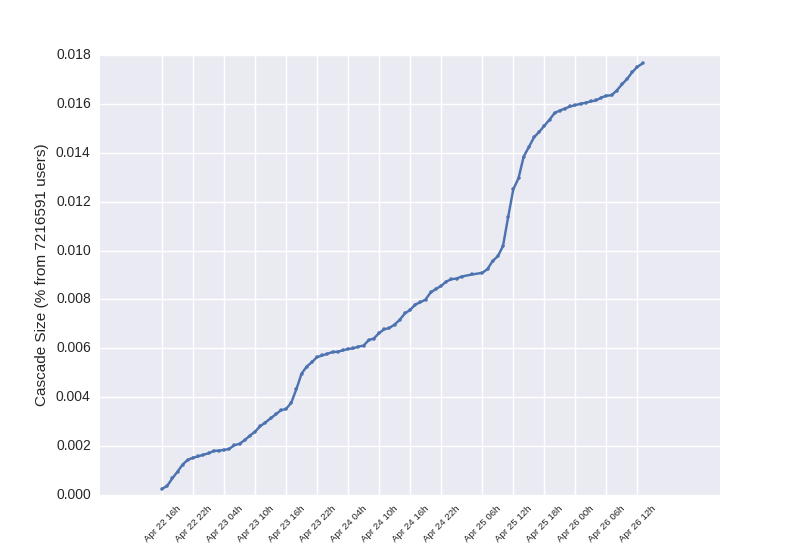 0.018
0.016
0.014
0.012
0.010
0.008
0.006
0.004
0.002
0.000
Cascade Size (% from 7216591 users)
Apr 22 16h
Apr 22 22h
Apr 23 04h
Apr 23 10h
Apr 23 16h
Apr 23 22h
Apr 24 04h
Apr 24 10h
Apr 24 16h
Apr 24 22h
Apr 25 06h
Apr 25 12h
Apr 25 18h
Apr 26 00h
Apr 26 06h
Apr 26 12h